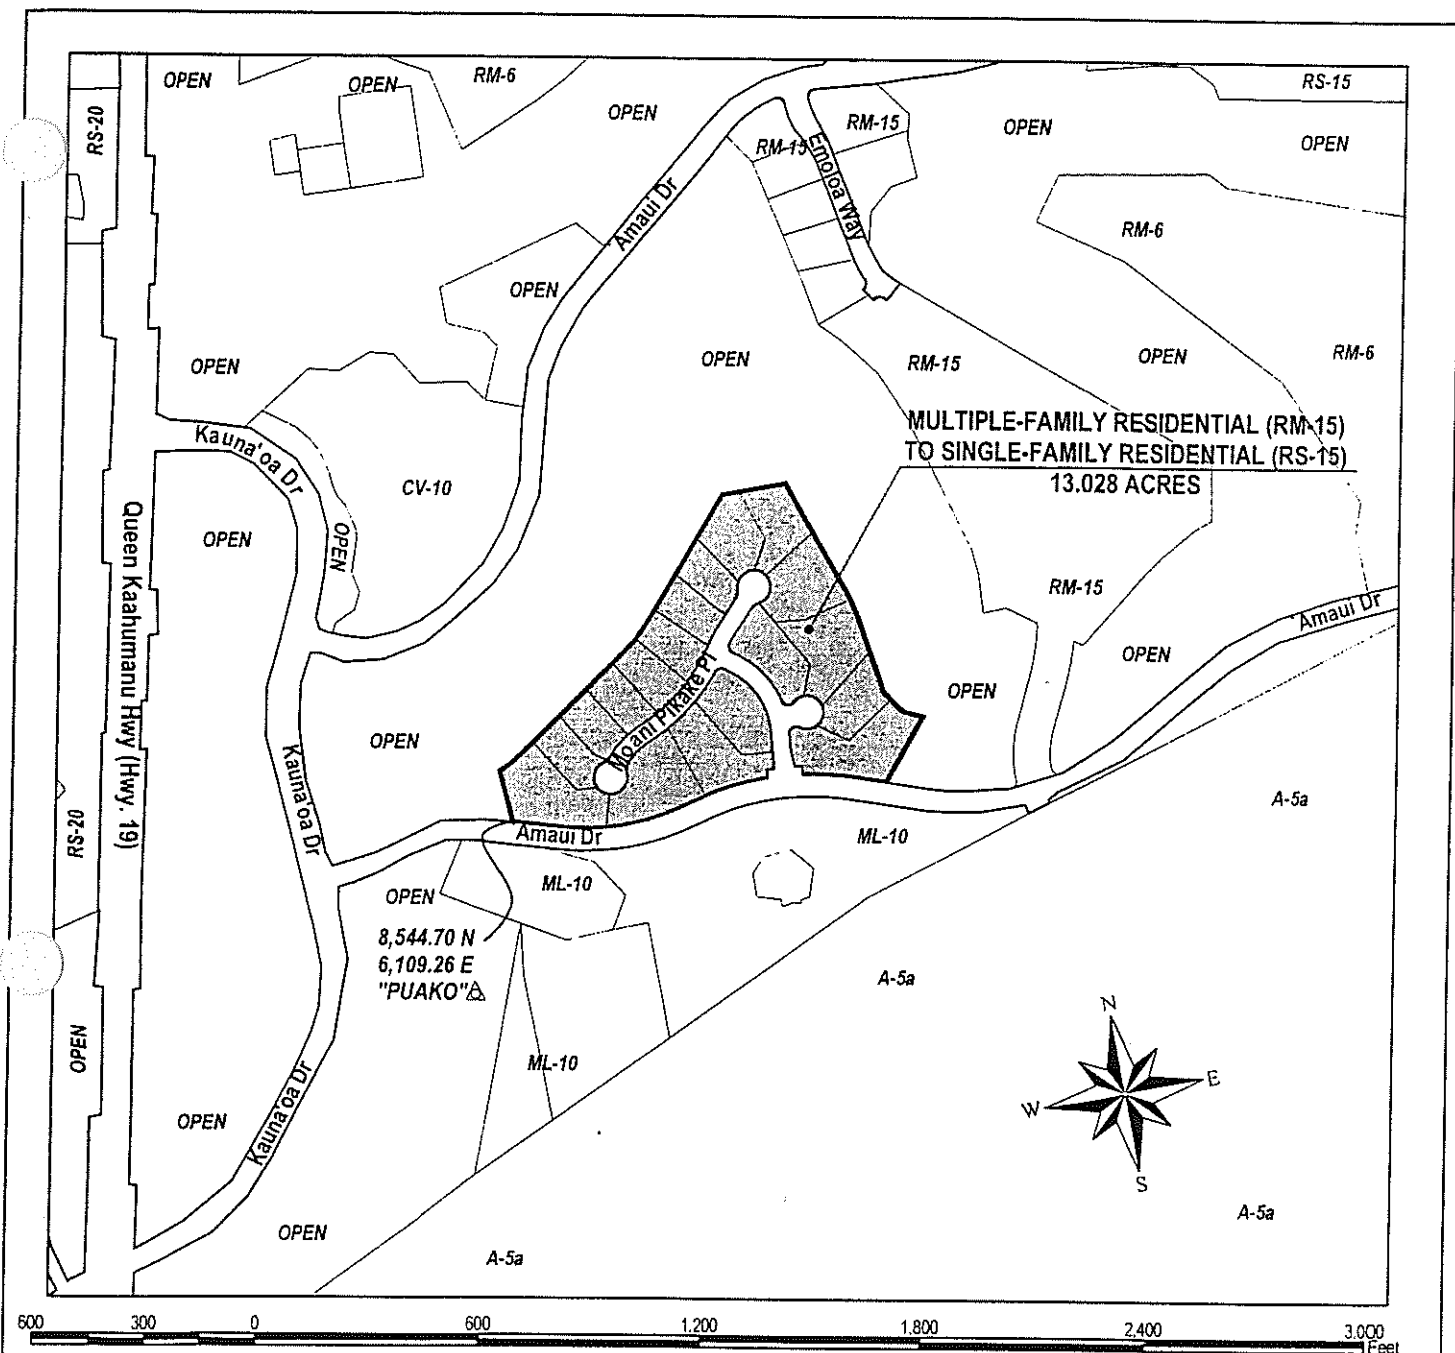 OPEN
OPEN
RM-6
RS-15
RS-20
OPEN
RM-15
OPEN
OPEN
RM-15
Emoloa Way
'Amaui Dr
RM-6
OPEN
OPEN
OPEN
RM-15
OPEN
RM-6
MULTIPLE-FAMILY RESIDENTIAL (RM-15)
TO SINGLE-FAMILY RESIDENTIAL (RS-15)
13.028 ACRES
Kauna'oa Dr
CV-10
Queen Kaahumanu Hwy (Hwy. 19)
OPEN
OPEN
RM-15
Amaui Dr
OPEN
OPEN
Moani Pikake Pl
OPEN
Kauna'oa Dr
A-5a
RS-20
Amaui Dr
ML-10
OPEN
ML-10
8,544.70 N
6,109.26 E
"PUAKO"
A-5a
N
OPEN
ML-10
E
W
Kauna'oa Dr
OPEN
S
A-5a
OPEN
A-5a
600 300 0 600 1,200 1,800 2,400 3,000
Feet